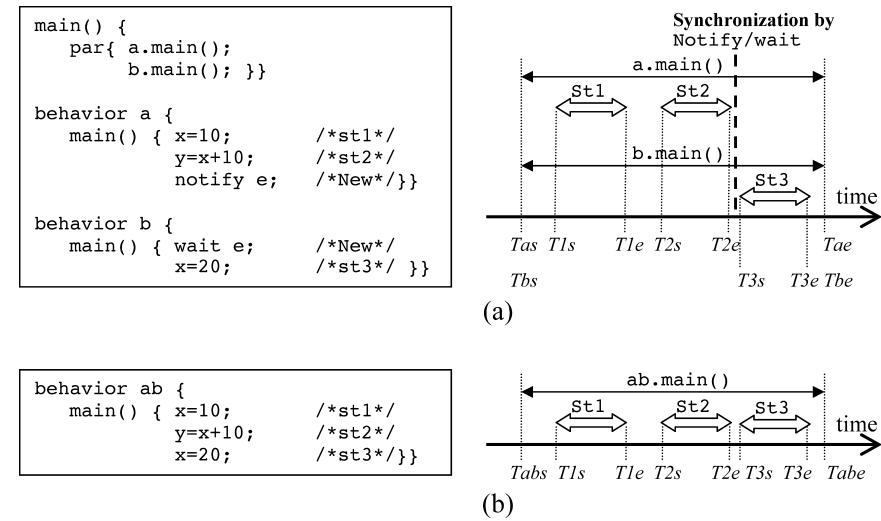 main() {
par{ a.main();
b.main(); }}
behavior a {
main() { x=10; /*st1*/
y=x+10; /*st2*/
notify e; /*New*/}}
behavior b {
main() { wait e; /*New*/
x=20; /*st3*/ }}
Synchronization by
Notify/wait
a.main()
St1 St2
b.main()
St3
time
Tas T1s T1e T2s T2e Tae
Tbs T3s T3e Tbe
(a)
behavior ab {
main() { x=10; /*st1*/
y=x+10; /*st2*/
x=20; /*st3*/}}
ab.main()
St1 St2 St3
time
Tabs T1s T1e T2s T2e T3s T3e Tabe
(b)